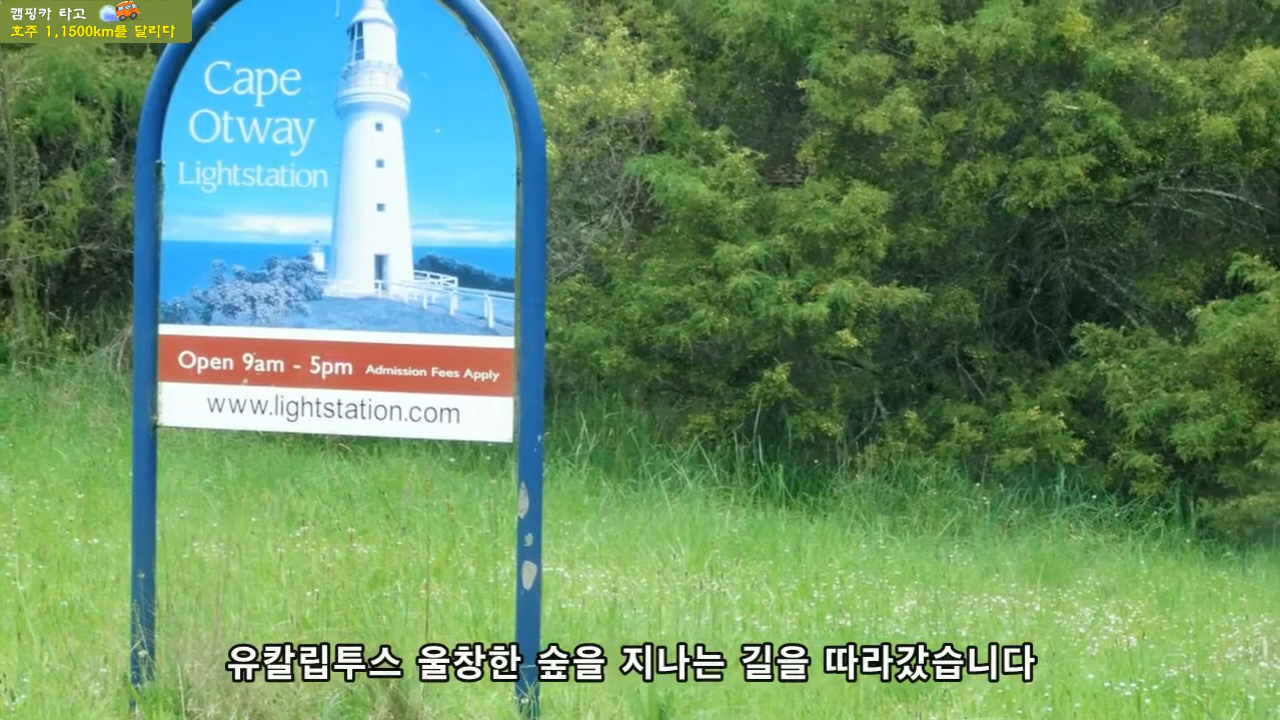 캠핑카 타고
호주 1,1500km를 달리다
Cape
Otway
Lightstation
Open 9am - 5pm Admission Fees Apply
www.lightstation.com
유칼립투스 울창한 숲을 지나는 길을 따라갔습니다